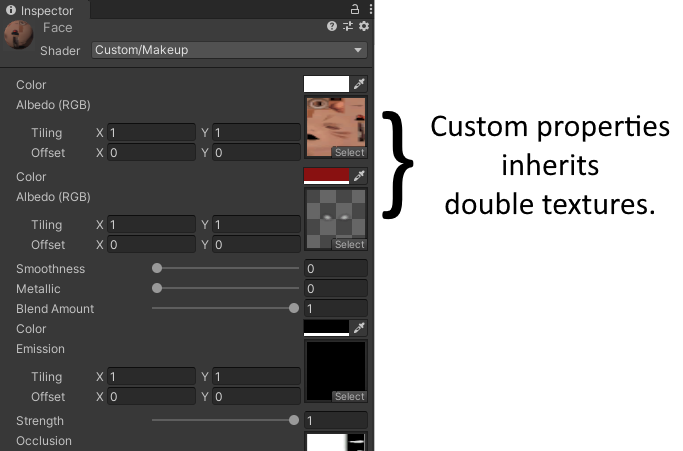 Inspector
Face
Shader Custom/Makeup
Color
Albedo (RGB)
Tiling X 1 Y 1
Offset X 0 Y 0
Select
Color
Albedo (RGB)
Tiling X 1 Y 1
Offset X 0 Y 0
Select
Smoothness 0
Metallic 0
Blend Amount 1
Color
Emission
Tiling X 1 Y 1
Offset X 0 Y 0
Select
Strength 1
Occlusion
Custom properties
inherits
double textures.